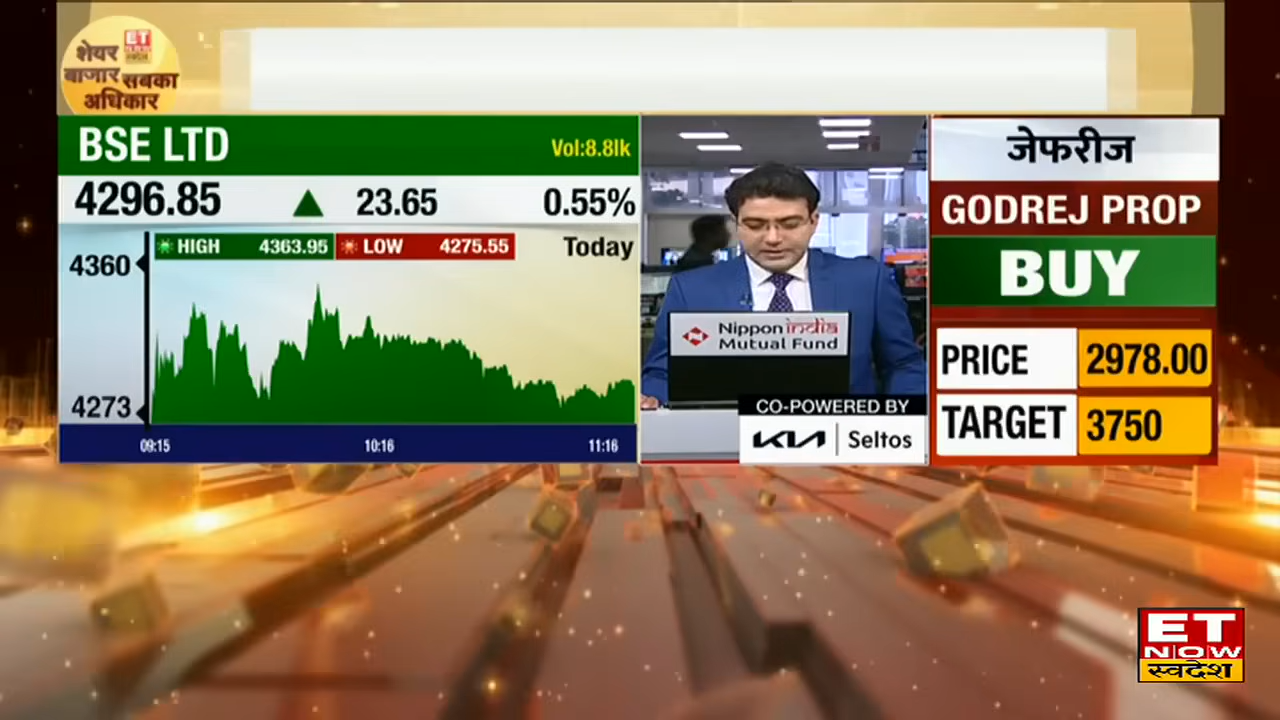 शेयर
ET
NOW
स्वदेश
बाजार सबका
अधिकार
BSE LTD
Vol:8.8lk
4296.85 ▲ 23.65 0.55%
HIGH 4363.95 LOW 4275.55 Today
4360
4273
09:15 10:16 11:16
Nippon india
Mutual Fund
CO-POWERED BY
KIA Seltos
जेफरीज
GODREJ PROP
BUY
PRICE 2978.00
TARGET 3750
ET
NOW
स्वदेश